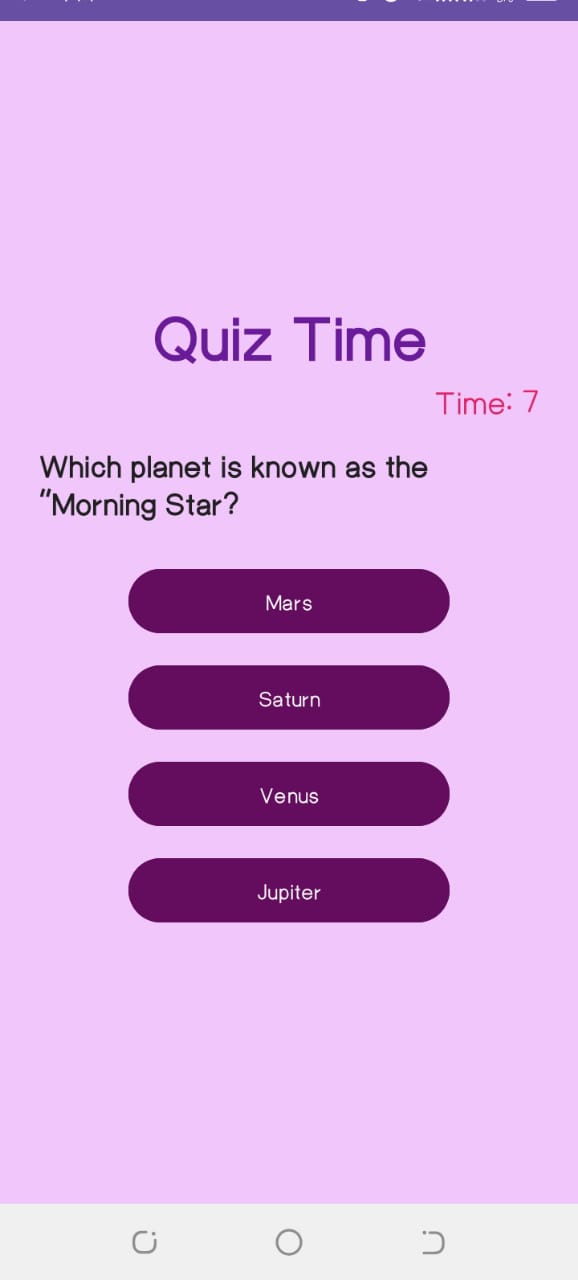 Quiz Time
Time: 7
Which planet is known as the
"Morning Star?
Mars
Saturn
Venus
Jupiter